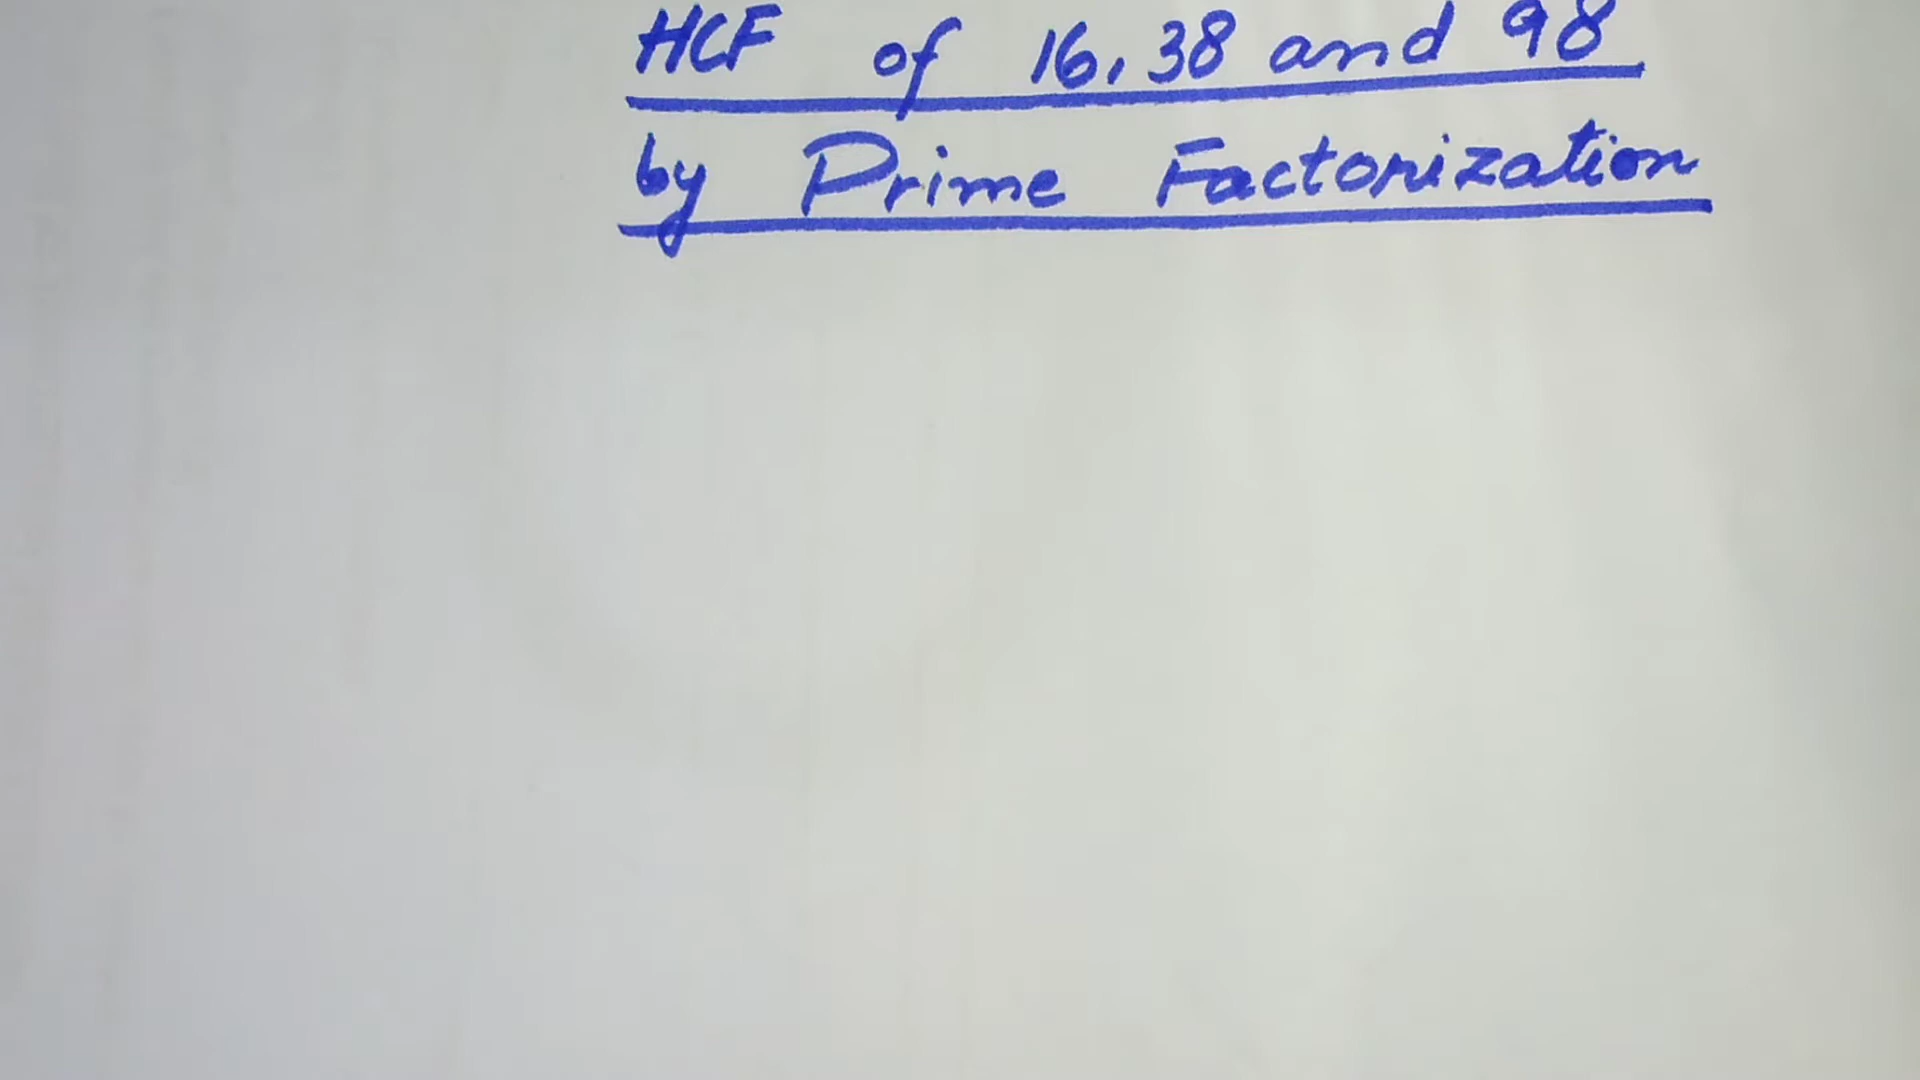 HCF of 16, 38 and 98
by Prime Factorization